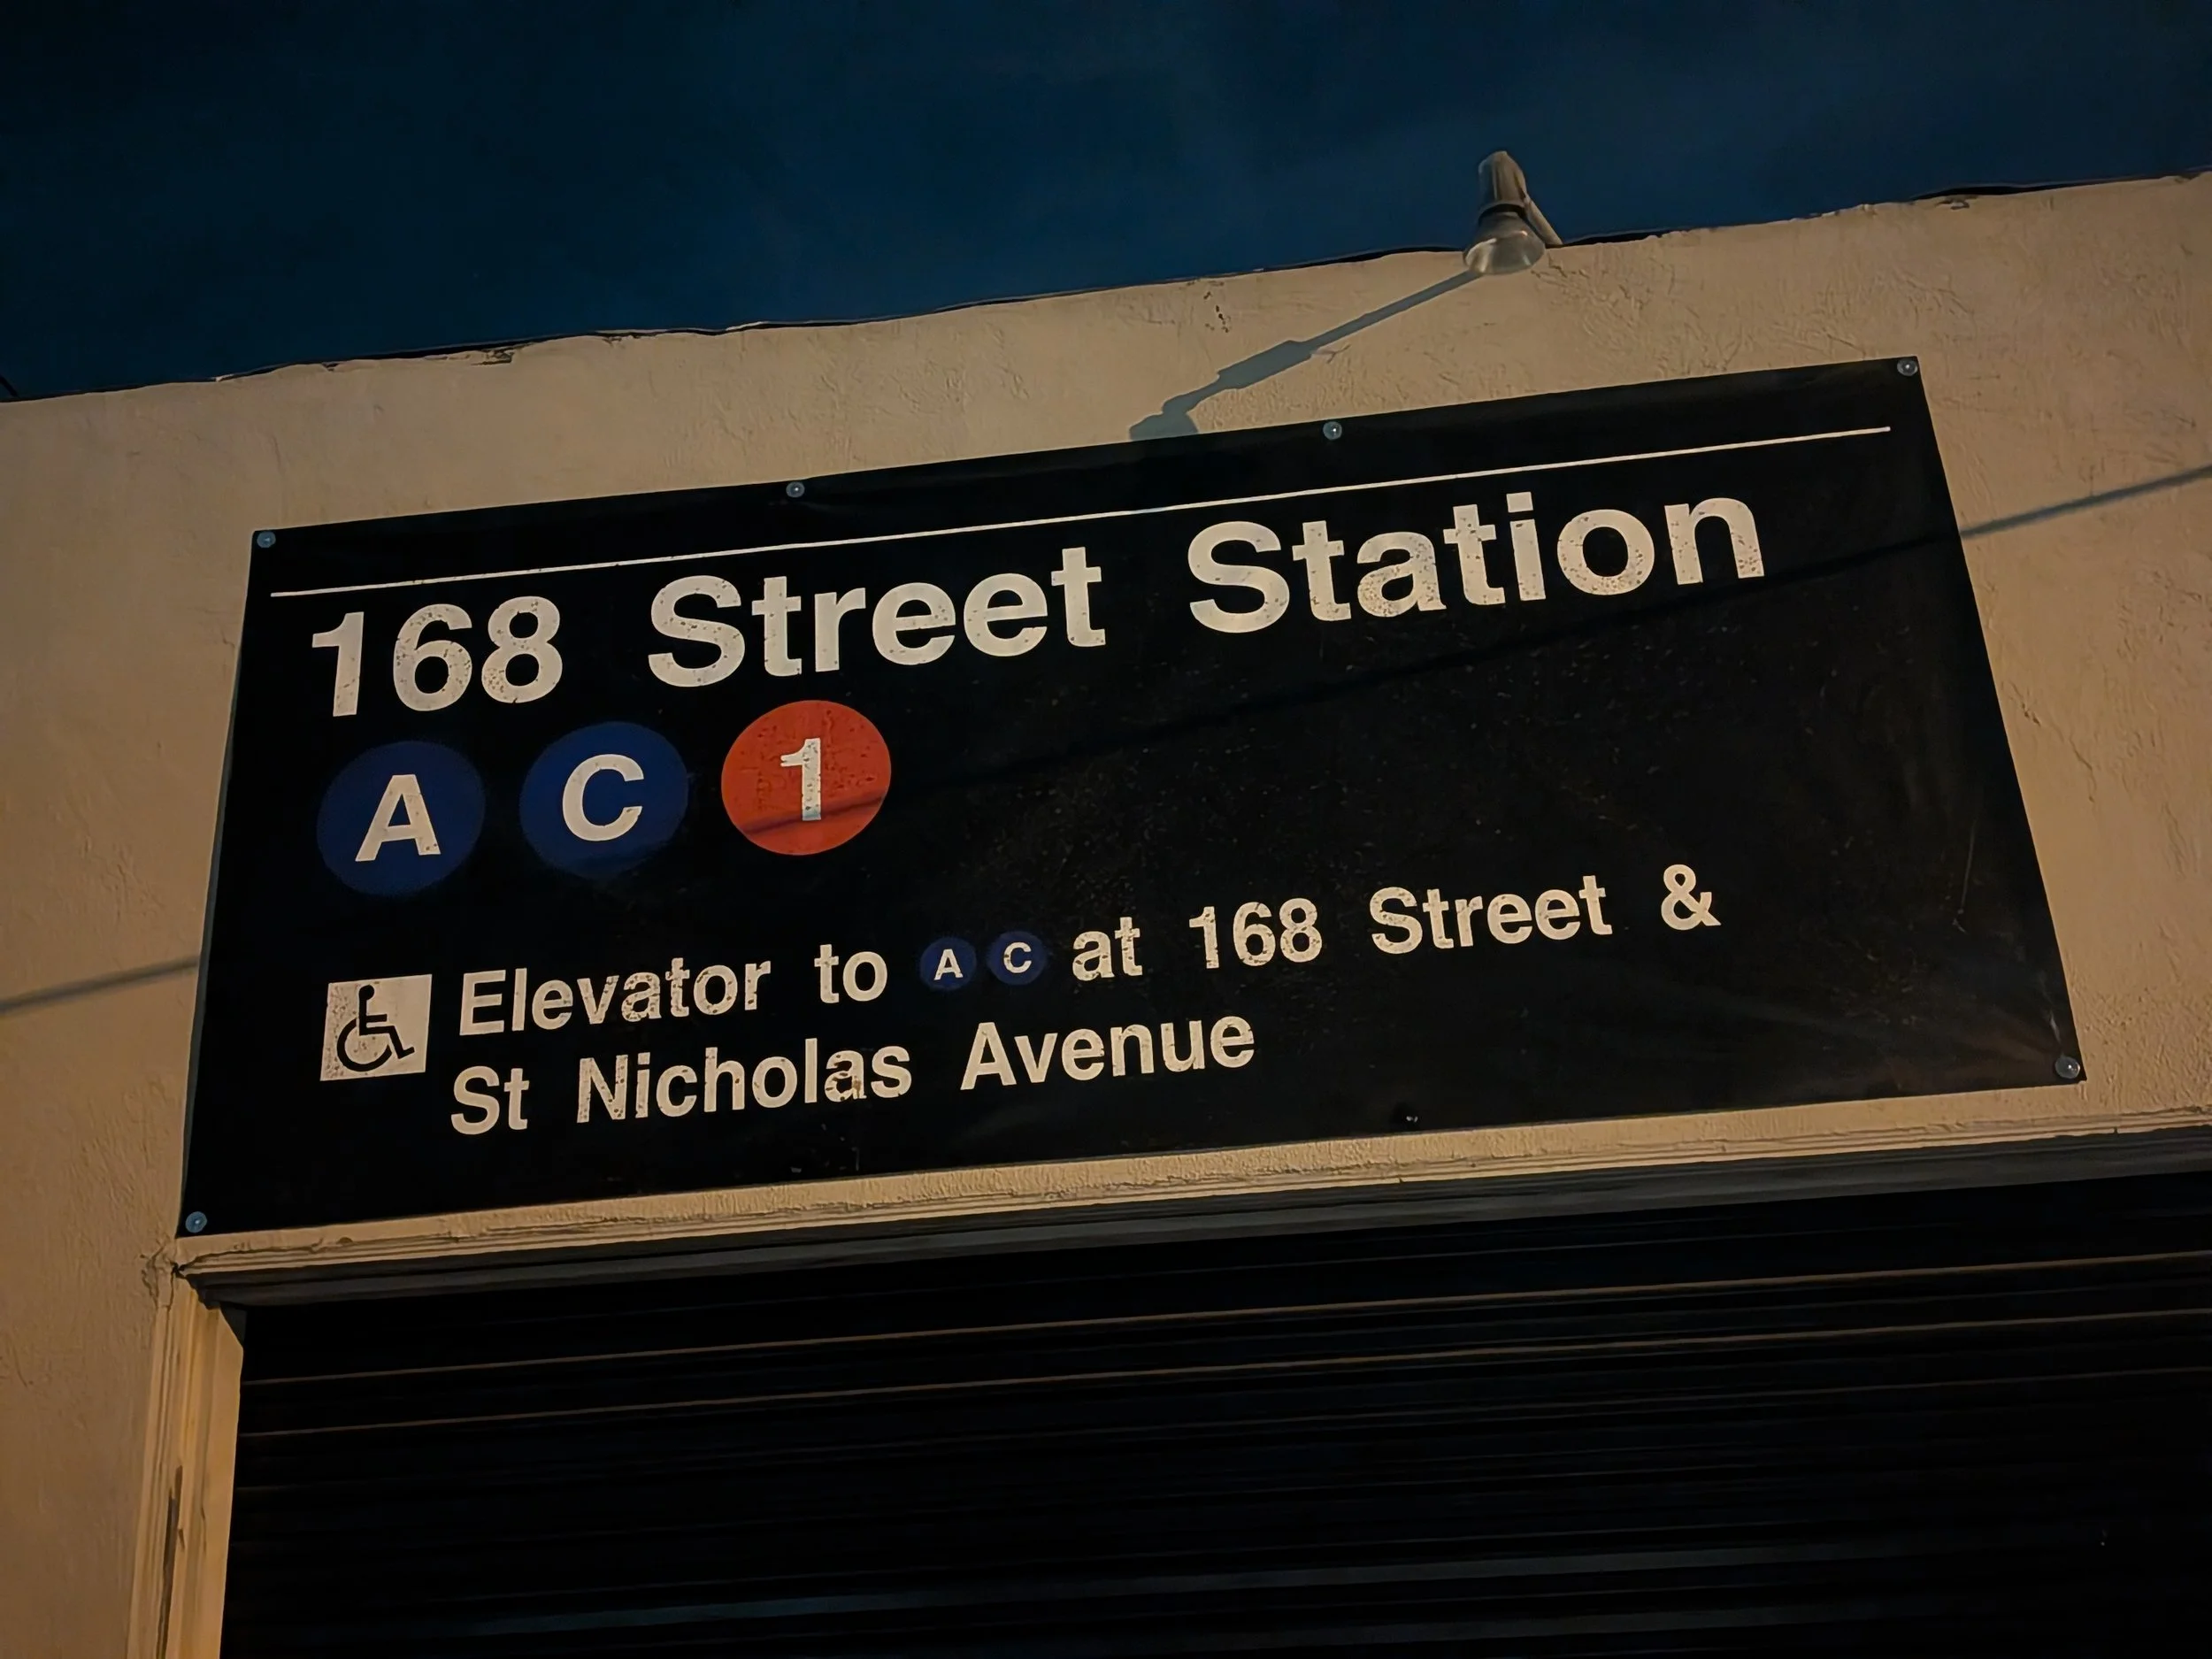 168 Street Station
A C 1
Elevator to A C at 168 Street &
St Nicholas Avenue